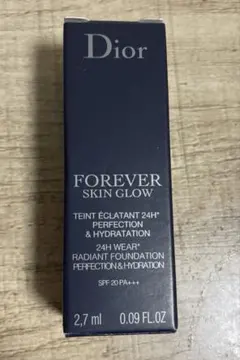 Dior
FOREVER
SKIN GLOW
TEINT ÉCLATANT 24H*
PERFECTION
& HYDRATATION
24H WEAR*
RADIANT FOUNDATION
PERFECTION & HYDRATION
SPF 20 PA+++
2,7 ml 0.09 FL.OZ